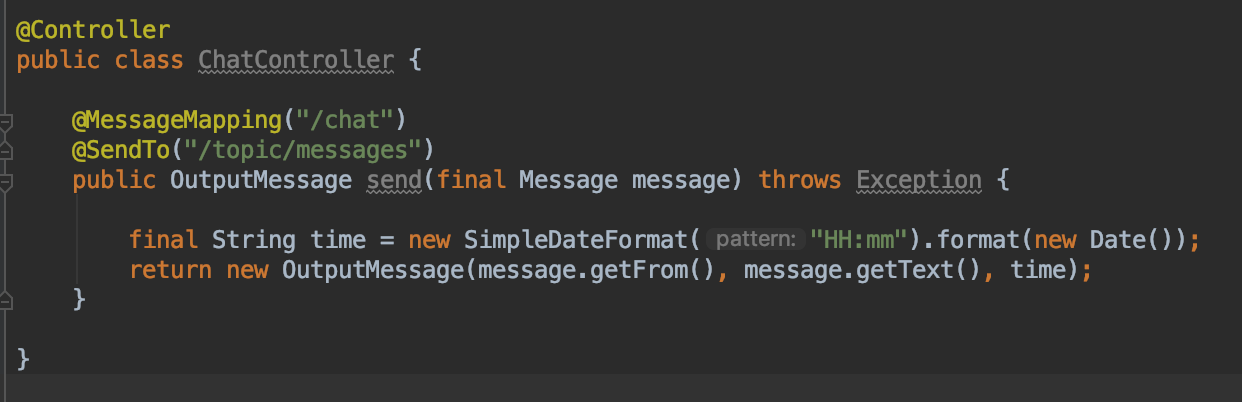 @Controller
public class ChatController {
@MessageMapping("/chat")
@SendTo("/topic/messages")
public OutputMessage send(final Message message) throws Exception {
final String time = new SimpleDateFormat( pattern: "HH:mm").format(new Date());
return new OutputMessage(message.getFrom(), message.getText(), time);
}
}